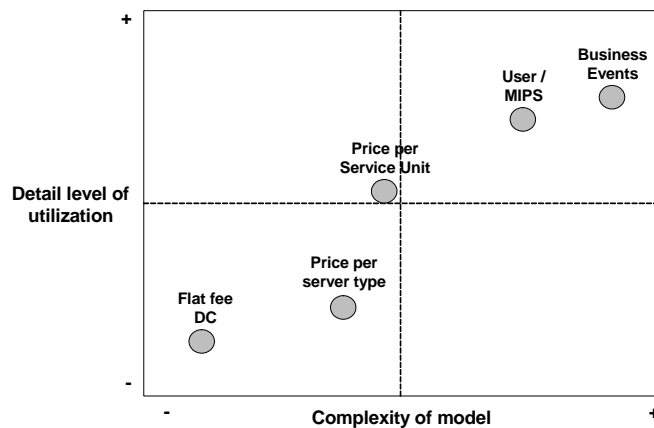 +
Business
Events
User /
MIPS
Price per
Service Unit
Detail level of
utilization
Price per
server type
Flat fee
DC
-
-
Complexity of model
+